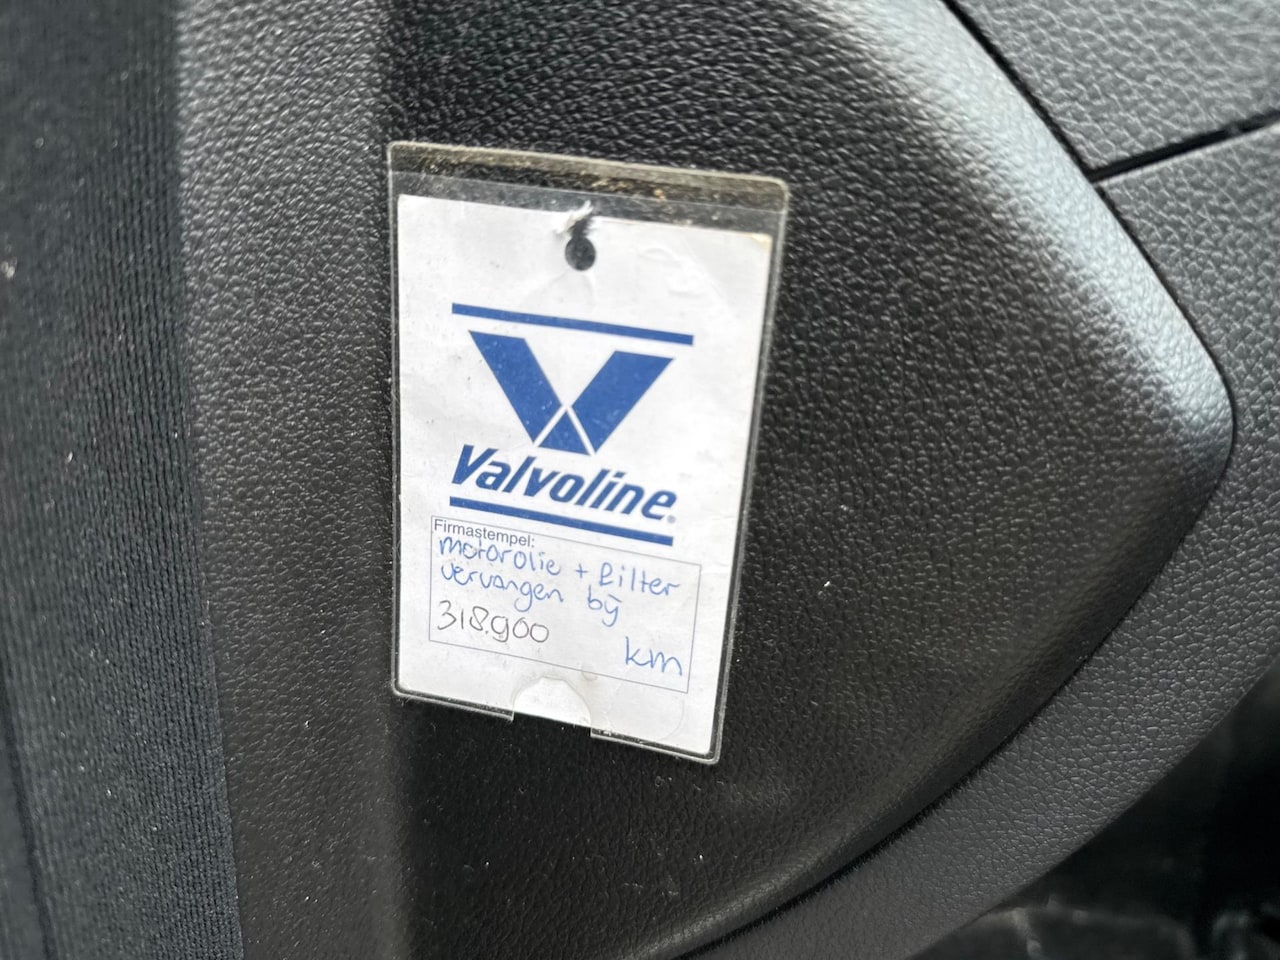 Valvoline®
Firmastempel:
motorolie + filter
vervangen bij
318.900
km